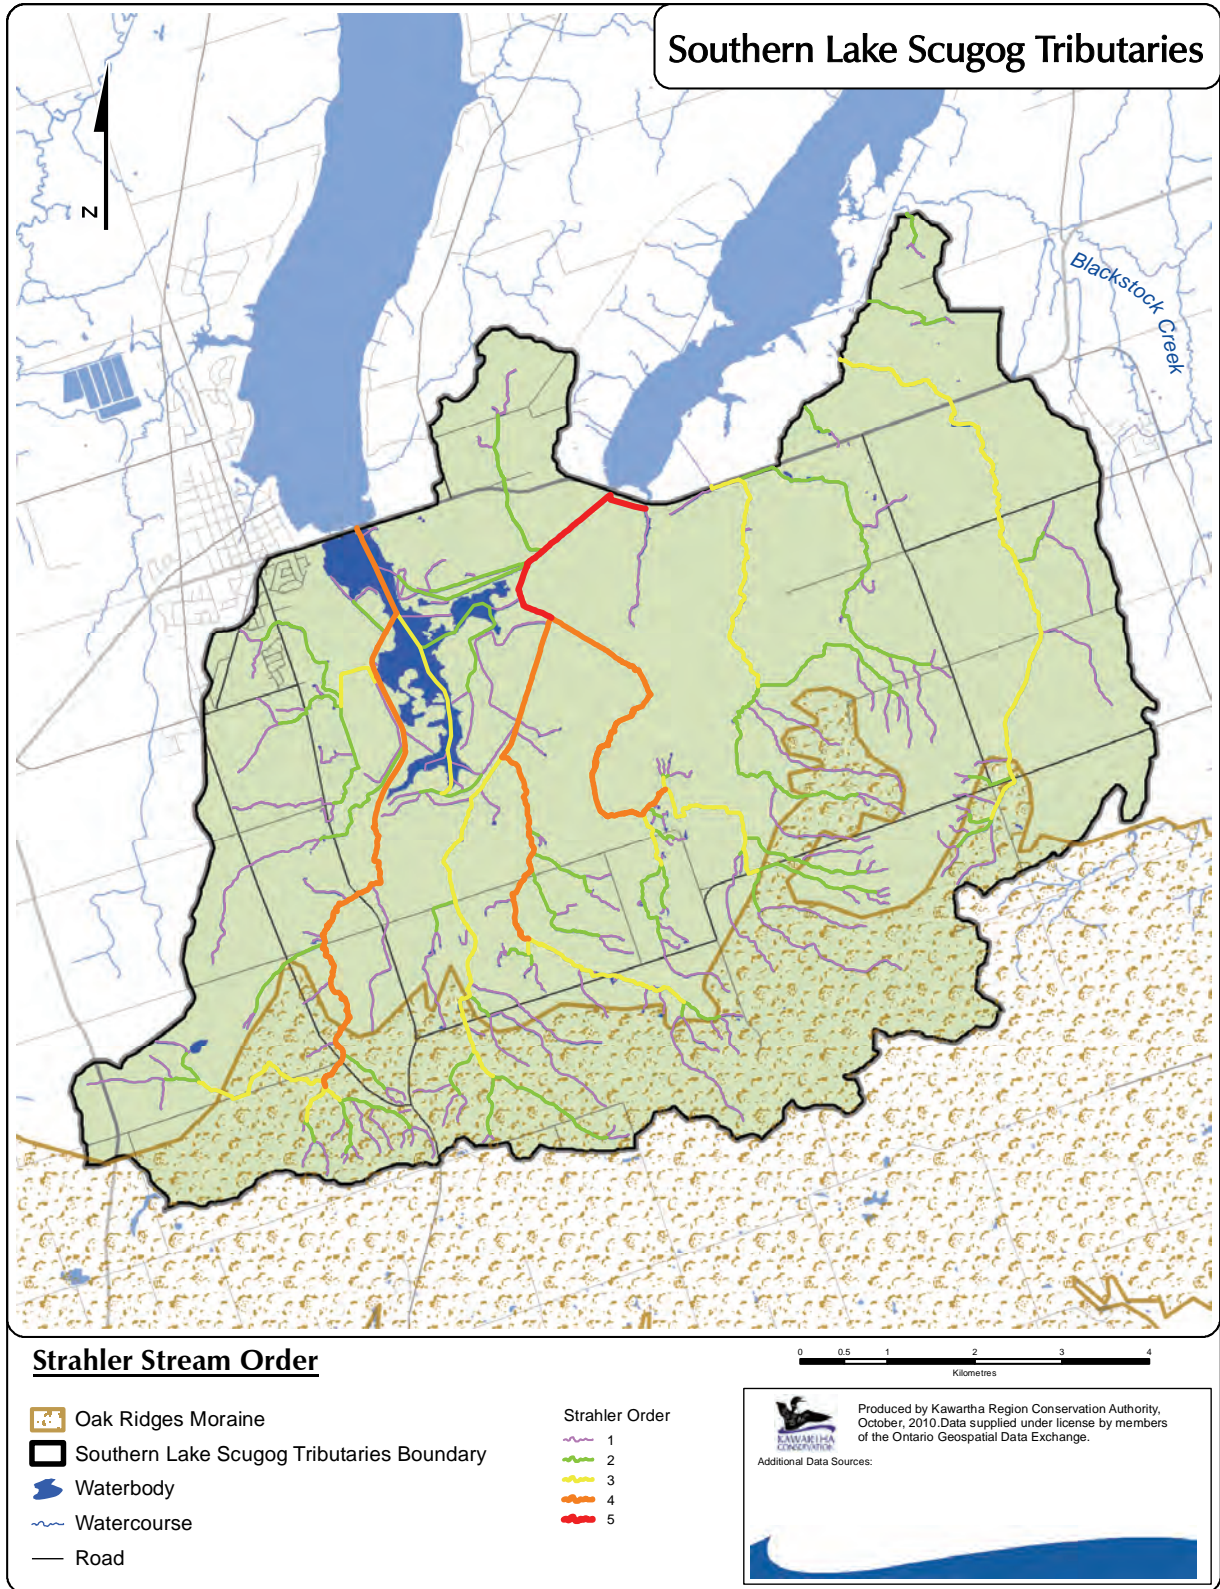 Southern Lake Scugog Tributaries
N
Blackstock Creek
Strahler Stream Order
Oak Ridges Moraine
Southern Lake Scugog Tributaries Boundary
Waterbody
Watercourse
Road
Strahler Order
1
2
3
4
5
0 0.5 1 2 3 4
Kilometres
KAWARTHA
CONSERVATION
Produced by Kawartha Region Conservation Authority,
October, 2010.Data supplied under license by members
of the Ontario Geospatial Data Exchange.
Additional Data Sources: